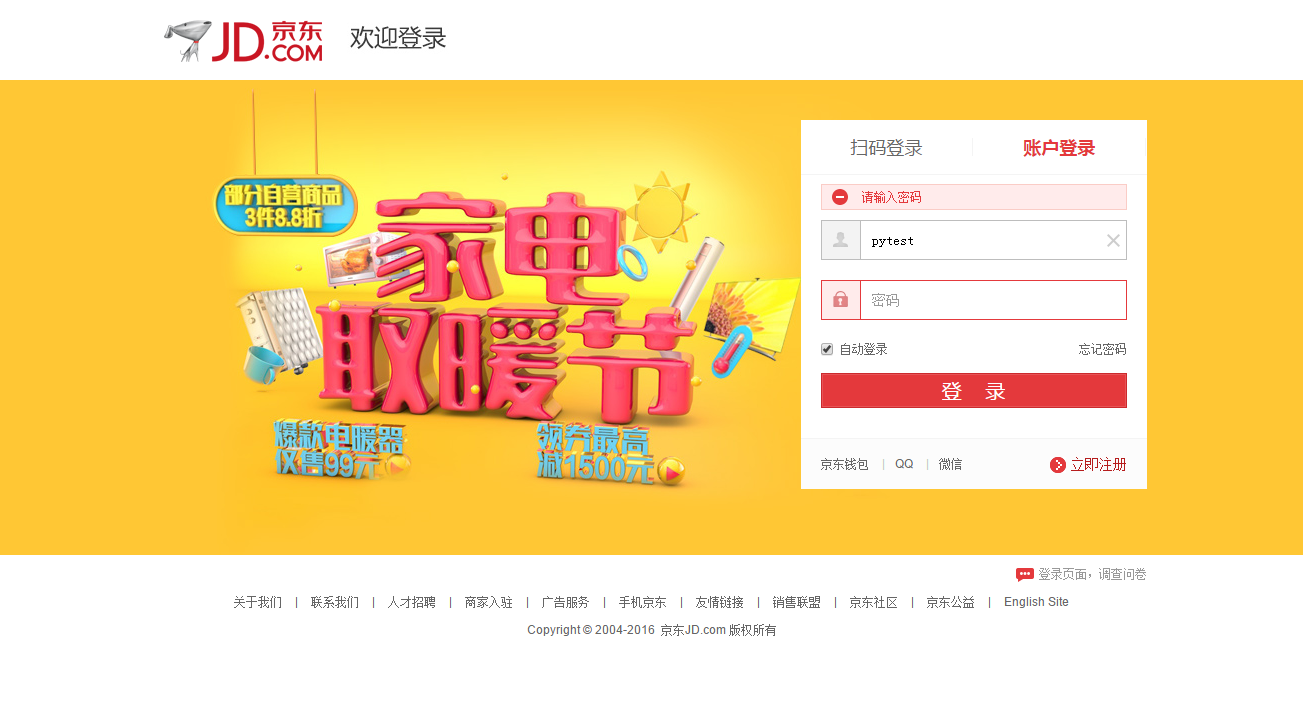 JD 京东
.COM
欢迎登录
部分自营商品
3件8.8折
家电
取暖节
爆款电暖器
仅售99元
领券最高
减1500元
扫码登录 账户登录
请输入密码
pytest
密码
自动登录 忘记密码
登 录
京东钱包 | QQ | 微信 立即注册
登录页面，调查问卷
关于我们 | 联系我们 | 人才招聘 | 商家入驻 | 广告服务 | 手机京东 | 友情链接 | 销售联盟 | 京东社区 | 京东公益 | English Site
Copyright © 2004-2016 京东JD.com 版权所有